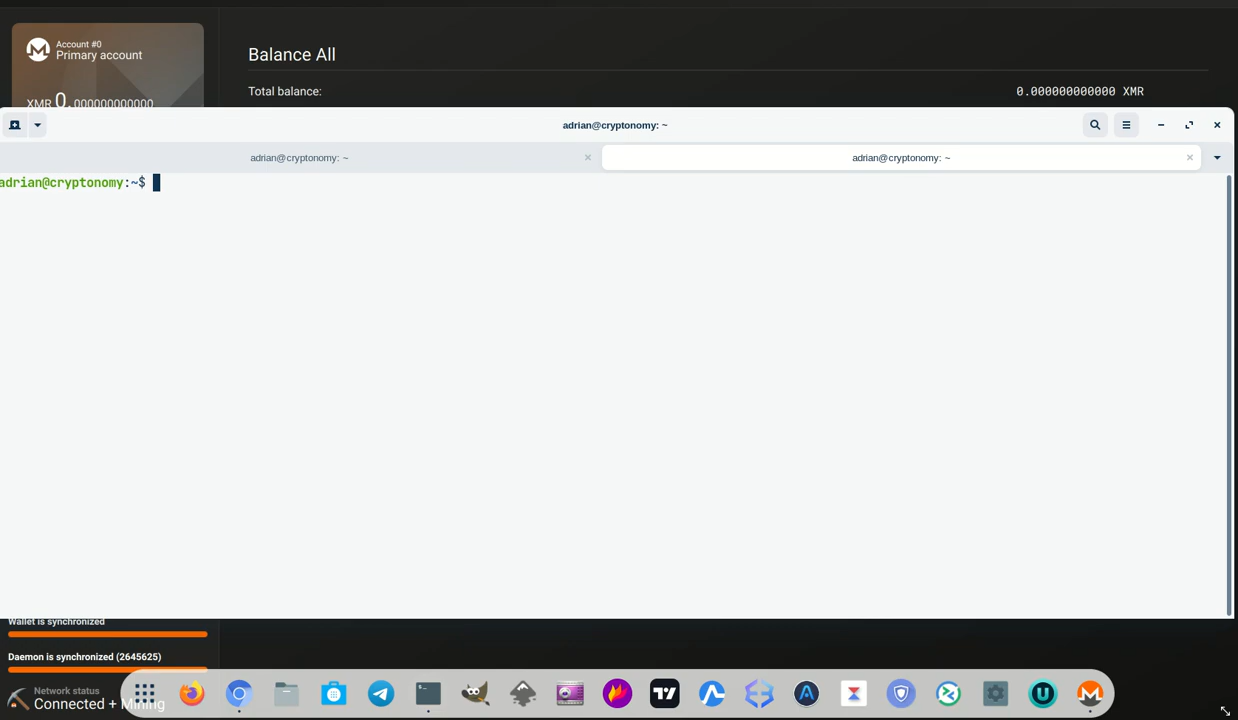 Account #0
Primary account
XMR 0.000000000000
Balance All
Total balance:
0.000000000000 XMR
adrian@cryptonomy: ~
adrian@cryptonomy: ~
adrian@cryptonomy: ~
adrian@cryptonomy:~$
Wallet is synchronized
Daemon is synchronized (2645625)
Network status
Connected + Mining